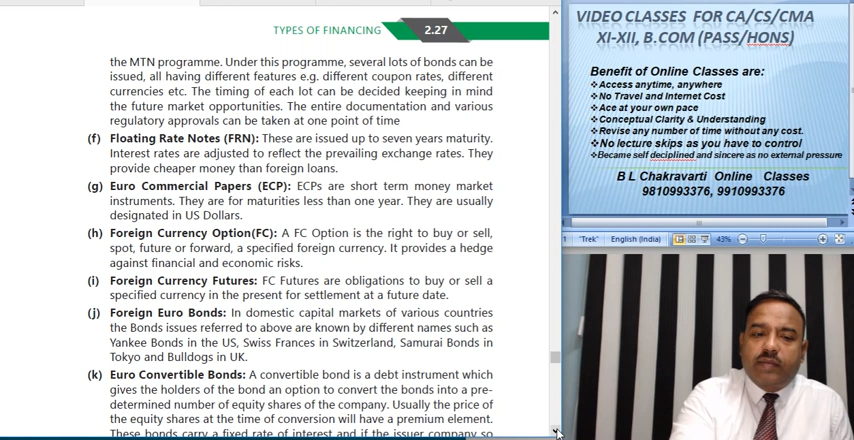 TYPES OF FINANCING 2.27
the MTN programme. Under this programme, several lots of bonds can be
issued, all having different features e.g. different coupon rates, different
currencies etc. The timing of each lot can be decided keeping in mind
the future market opportunities. The entire documentation and various
regulatory approvals can be taken at one point of time
(f) Floating Rate Notes (FRN): These are issued up to seven years maturity.
Interest rates are adjusted to reflect the prevailing exchange rates. They
provide cheaper money than foreign loans.
(g) Euro Commercial Papers (ECP): ECPs are short term money market
instruments. They are for maturities less than one year. They are usually
designated in US Dollars.
(h) Foreign Currency Option(FC): A FC Option is the right to buy or sell,
spot, future or forward, a specified foreign currency. It provides a hedge
against financial and economic risks.
(i) Foreign Currency Futures: FC Futures are obligations to buy or sell a
specified currency in the present for settlement at a future date.
(j) Foreign Euro Bonds: In domestic capital markets of various countries
the Bonds issues referred to above are known by different names such as
Yankee Bonds in the US, Swiss Frances in Switzerland, Samurai Bonds in
Tokyo and Bulldogs in UK.
(k) Euro Convertible Bonds: A convertible bond is a debt instrument which
gives the holders of the bond an option to convert the bonds into a pre-
determined number of equity shares of the company. Usually the price of
the equity shares at the time of conversion will have a premium element.
These bonds carry a fixed rate of interest and if the issuer company so
VIDEO CLASSES FOR CA/CS/CMA
XI-XII, B.COM (PASS/HONS)
Benefit of Online Classes are:
Access anytime, anywhere
No Travel and Internet Cost
Ace at your own pace
Conceptual Clarity & Understanding
Revise any number of time without any cost.
No lecture skips as you have to control
Became self deciplined and sincere as no external pressure
B L Chakravarti Online Classes
9810993376, 9910993376
1 "Trek" English (India) 43%